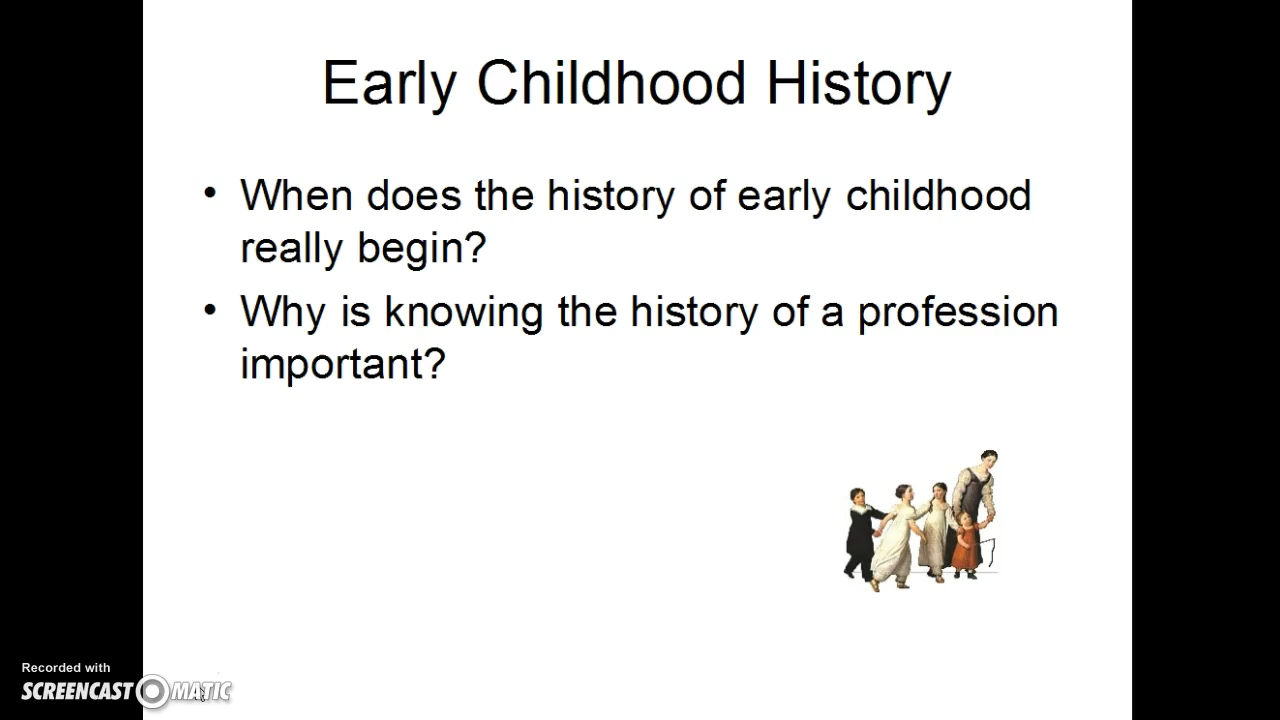 Early Childhood History
• When does the history of early childhood
really begin?
• Why is knowing the history of a profession
important?
Recorded with
SCREENCAST MATIC